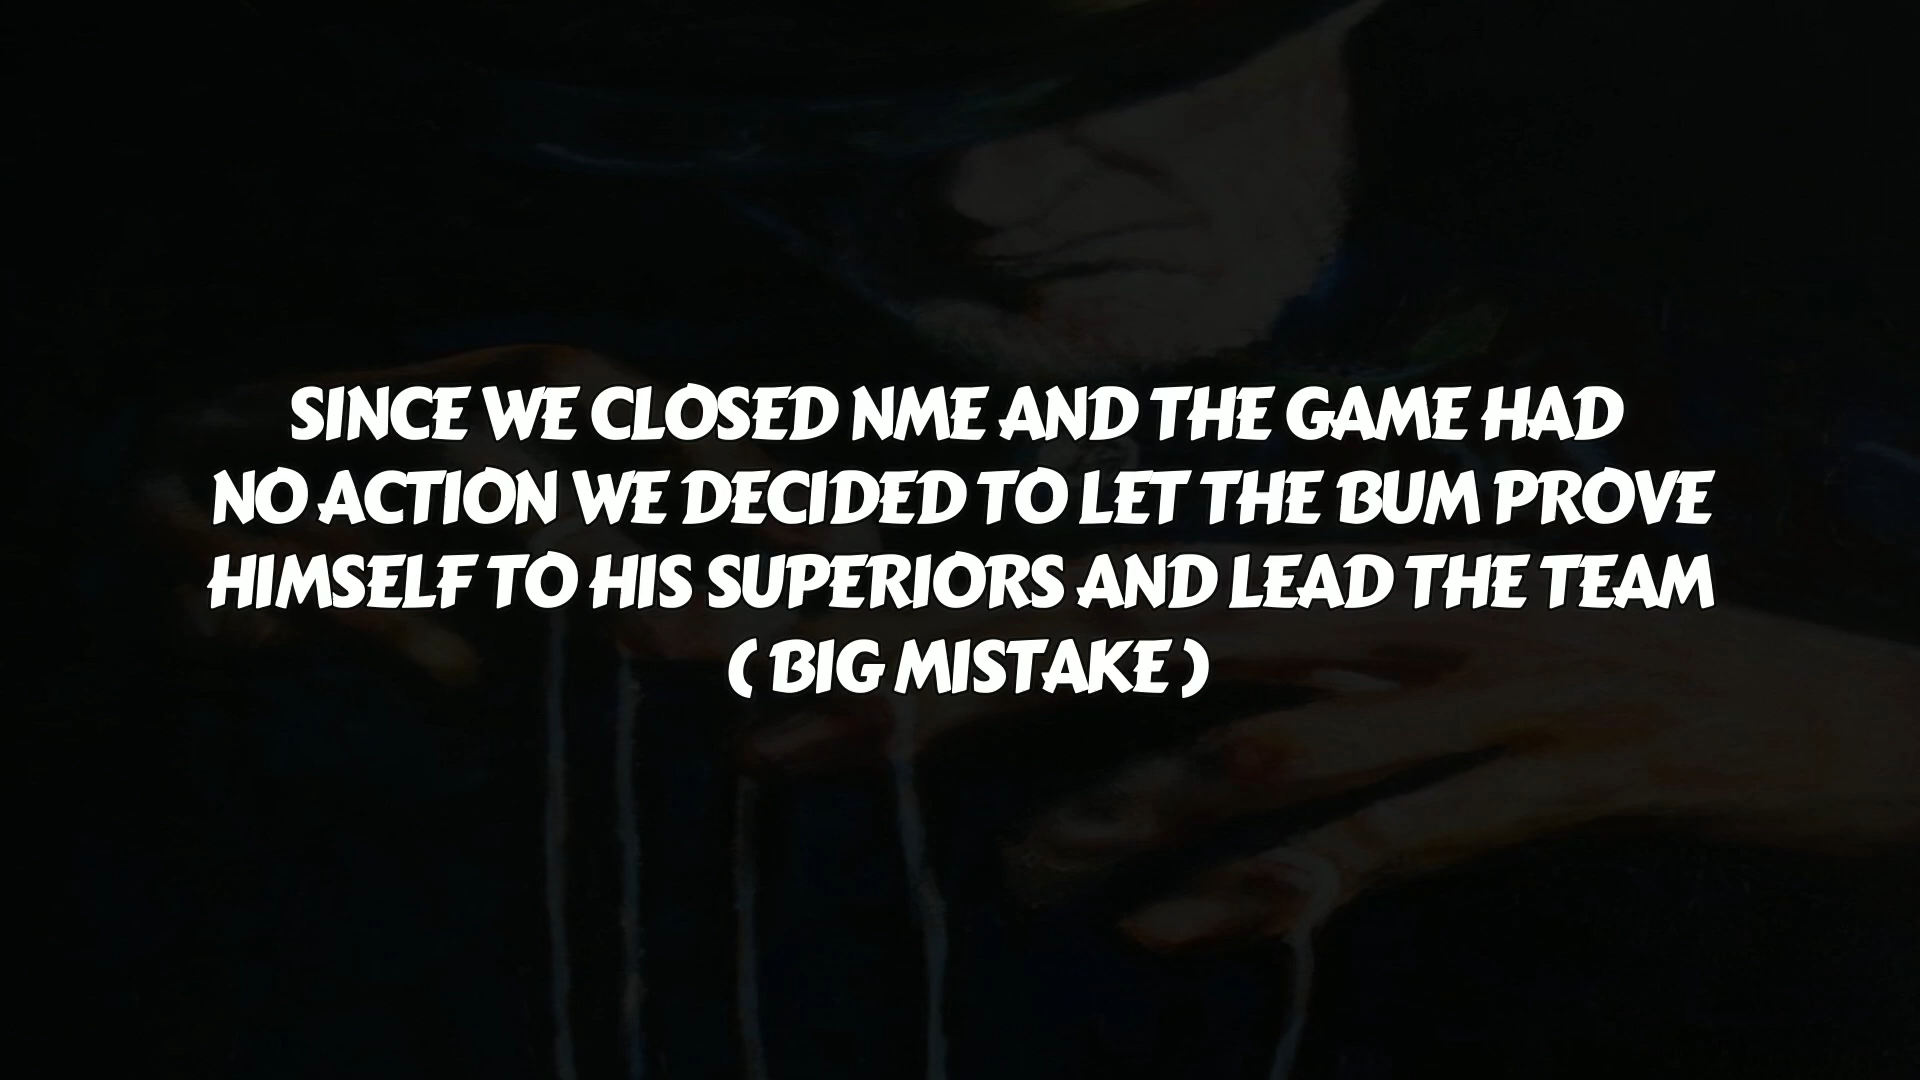 SINCE WE CLOSED NME AND THE GAME HAD
NO ACTION WE DECIDED TO LET THE BUM PROVE
HIMSELF TO HIS SUPERIORS AND LEAD THE TEAM
( BIG MISTAKE )